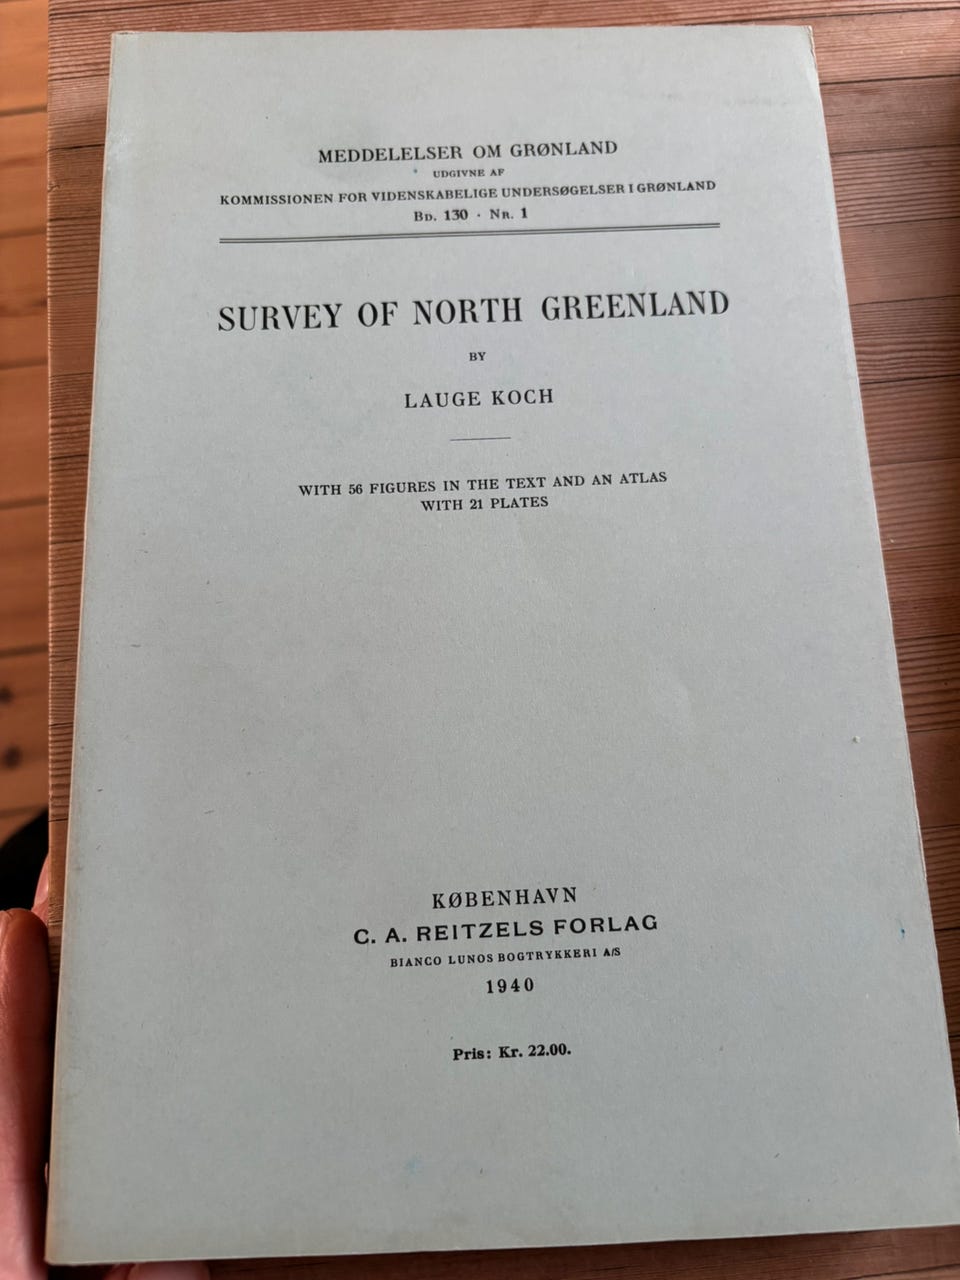 MEDDELELSER OM GRØNLAND
UDGIVNE AF
KOMMISSIONEN FOR VIDENSKABELIGE UNDERSØGELSER I GRØNLAND
BD. 130 · NR. 1
SURVEY OF NORTH GREENLAND
BY
LAUGE KOCH
WITH 56 FIGURES IN THE TEXT AND AN ATLAS
WITH 21 PLATES
KØBENHAVN
C. A. REITZELS FORLAG
BIANCO LUNOS BOGTRYKKERI A/S
1940
Pris: Kr. 22.00.